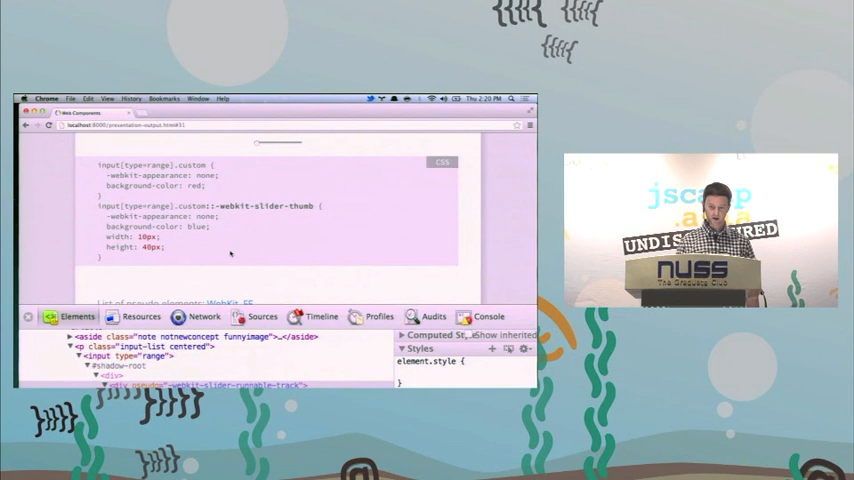 {{{{ {{{{
{{{{
Chrome File Edit View History Bookmarks Window Help Thu 2:20 PM
Web Components
localhost:8000/presentation-output.html#31
CSS
input[type=range].custom {
-webkit-appearance: none;
background-color: red;
}
input[type=range].custom::-webkit-slider-thumb {
-webkit-appearance: none;
background-color: blue;
width: 10px;
height: 40px;
}
List of pseudo elements: WebKit, FF
Elements Resources Network Sources Timeline Profiles Audits Console
▶<aside class="note notnewconcept funnyimage">…</aside>
▼<p class="input-list centered">
▼<input type="range">
▼#shadow-root
▼<div>
▼<div pseudo="-webkit-slider-runnable-track">
▶ Computed St… Show inherited
▼ Styles
element.style {
}
jscamp
.asia
UNDISCOVERED
nuss
The Graduate Club
}}}}} }}}}}
}}}}}
@ @